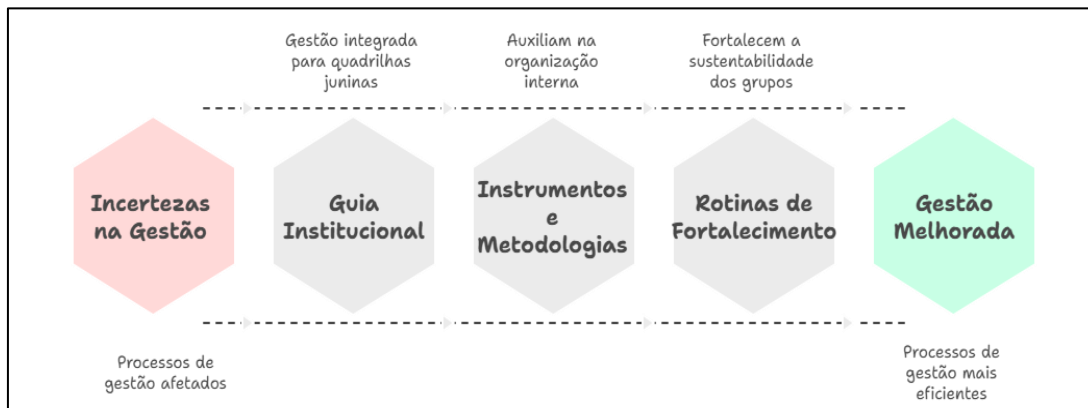 Gestão integrada
para quadrilhas
juninas
Auxiliam na
organização
interna
Fortalecem a
sustentabilidade
dos grupos
Incertezas
na Gestão
Guia
Institucional
Instrumentos
e
Metodologias
Rotinas de
Fortalecimento
Gestão
Melhorada
Processos de
gestão afetados
Processos de
gestão mais
eficientes